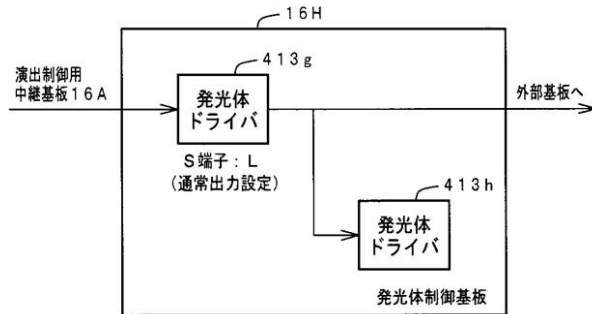 16H
413g
演出制御用
中継基板16A
発光体
ドライバ
外部基板へ
S端子：L
(通常出力設定)
413h
発光体
ドライバ
発光体制御基板